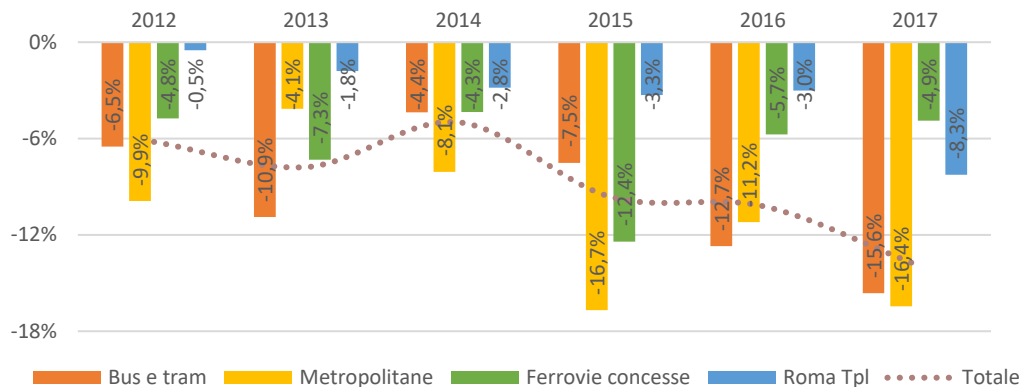 2012 2013 2014 2015 2016 2017
0%
-6%
-12%
-18%
-6,5% -9,9% -4,8% -0,5%
-10,9% -4,1% -7,3% -1,8%
-4,4% -8,1% -4,3% -2,8%
-7,5% -16,7% -12,4% -3,3%
-12,7% -11,2% -5,7% -3,0%
-15,6% -16,4% -4,9% -8,3%
Bus e tram Metropolitane Ferrovie concesse Roma Tpl Totale